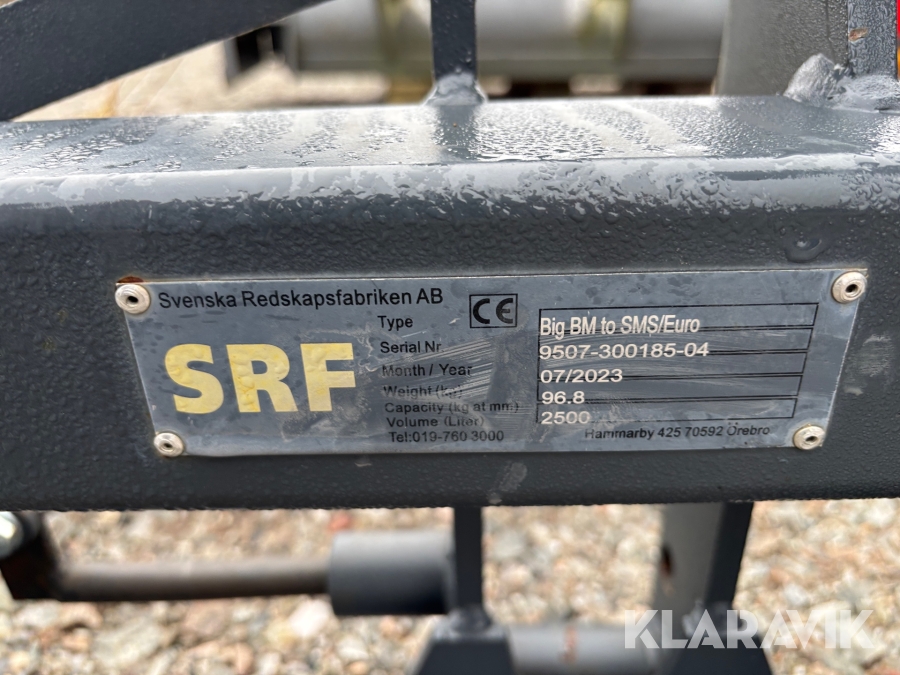 Svenska Redskapsfabriken AB
CE
SRF
Type Big BM to SMS/Euro
Serial Nr 9507-300185-04
Month / Year 07/2023
Weight (kg) 96.8
Capacity (kg at mm) 2500
Volume (Liter)
Tel:019-760 3000
Hammarby 425 70592 Örebro
KLARAVIK